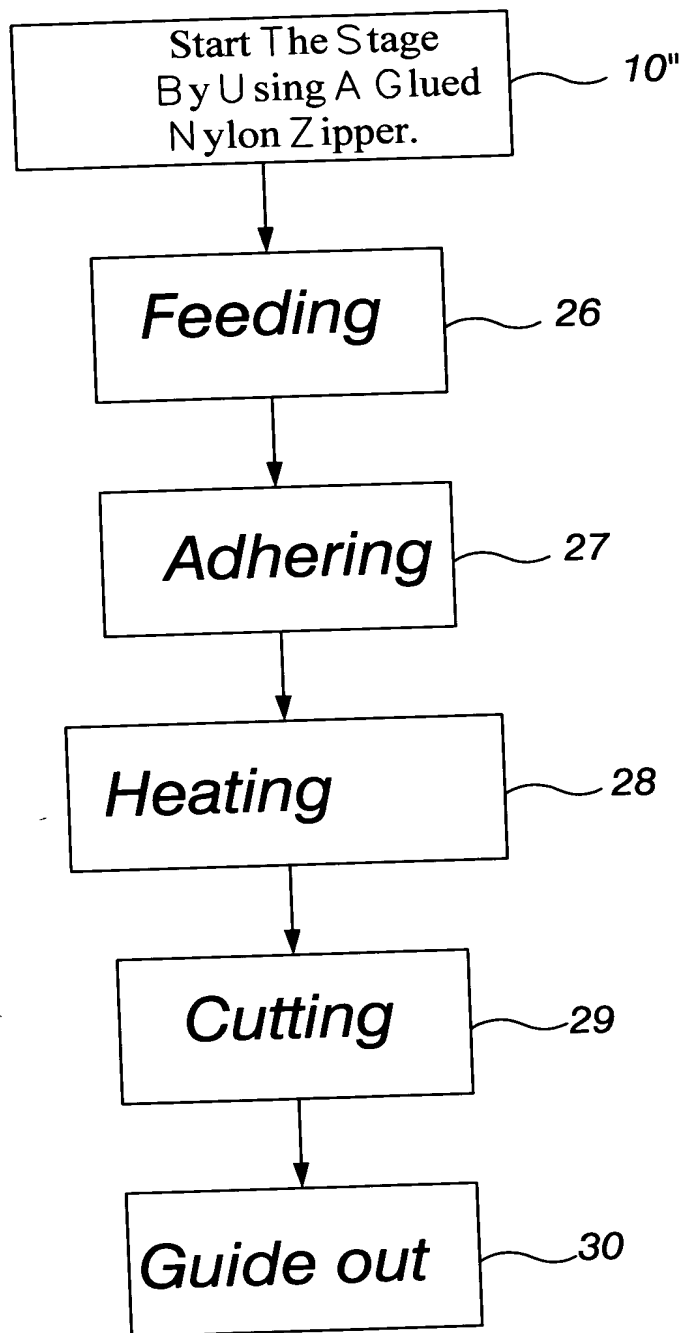 Start The Stage
By Using A Glued
Nylon Zipper.
10"
Feeding
26
Adhering
27
Heating
28
Cutting
29
Guide out
30